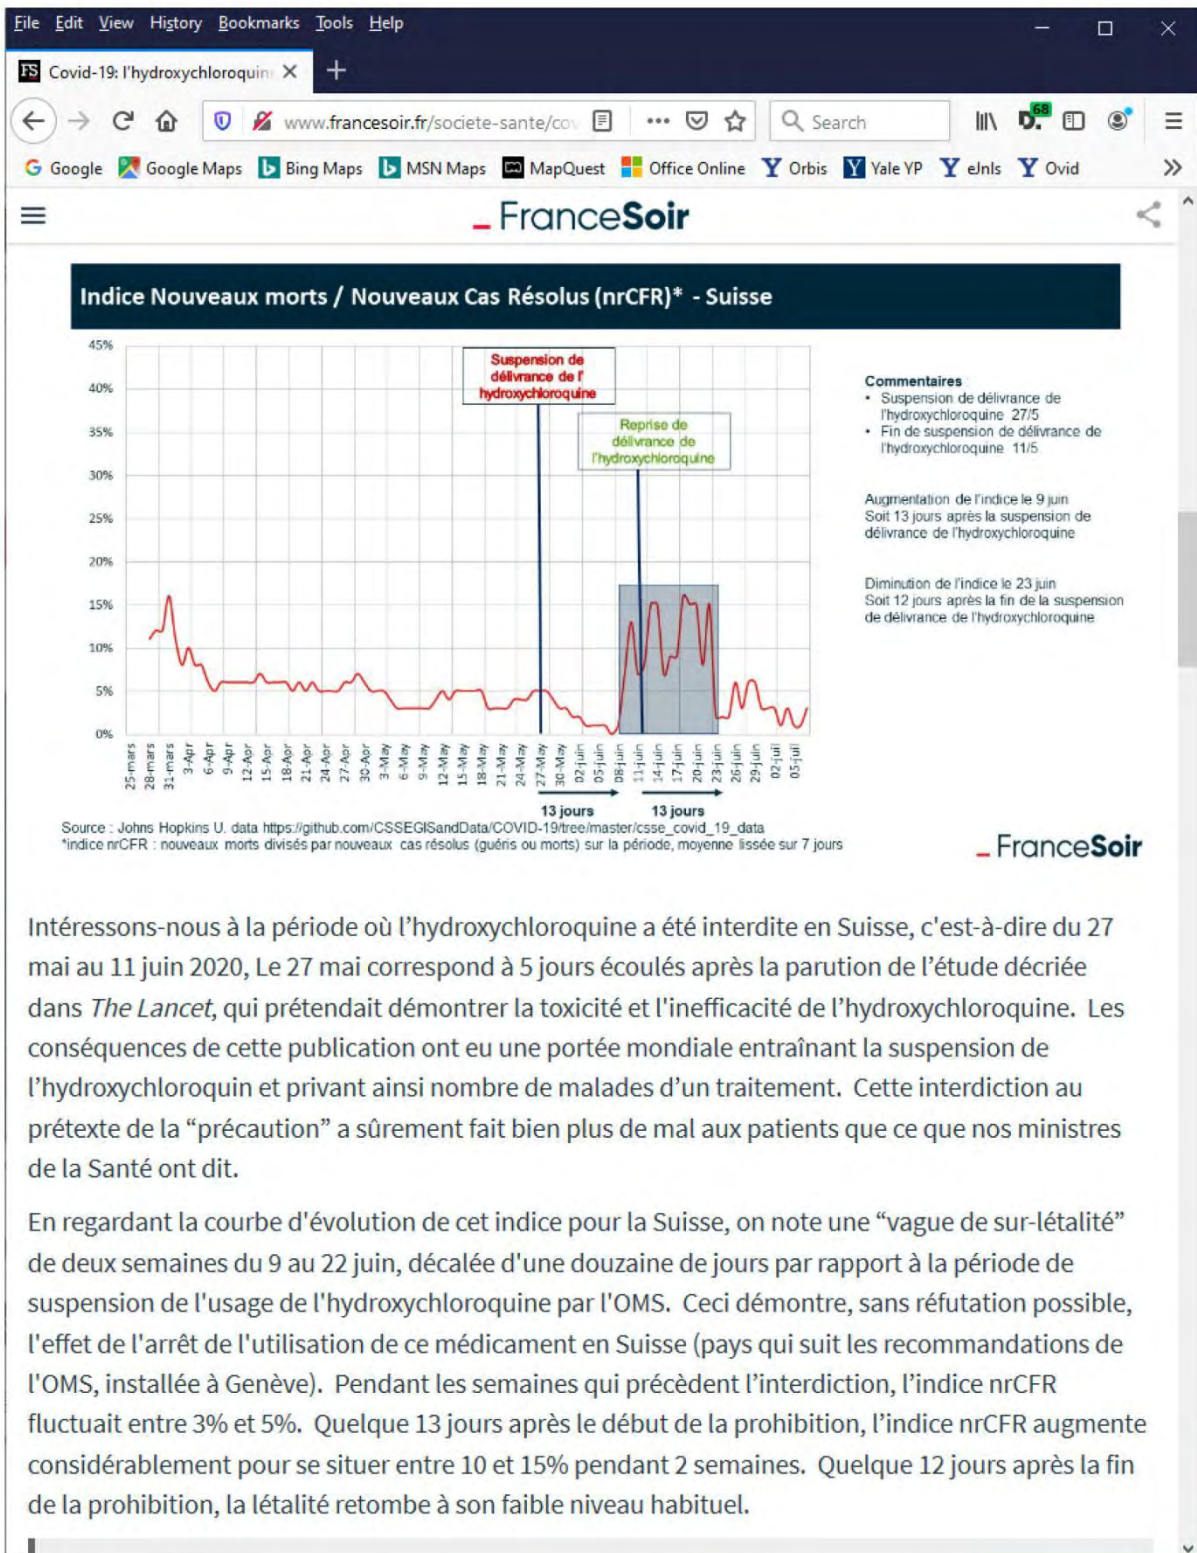 File Edit View History Bookmarks Tools Help
FS Covid-19: l'hydroxychloroquin
www.francesoir.fr/societe-sante/cov
Search
68
Google Google Maps Bing Maps MSN Maps MapQuest Office Online Orbis Yale YP eJnls Ovid
FranceSoir
Indice Nouveaux morts / Nouveaux Cas Résolus (nrCFR)* - Suisse
45%
40%
35%
30%
25%
20%
15%
10%
5%
0%
Suspension de
délivrance de l'
hydroxychloroquine
Reprise de
délivrance de
l'hydroxychloroquine
25-mars
28-mars
31-mars
3-Apr
6-Apr
9-Apr
12-Apr
15-Apr
18-Apr
21-Apr
24-Apr
27-Apr
30-Apr
3-May
6-May
9-May
12-May
15-May
18-May
21-May
24-May
27-May
30-May
02-juin
05-juin
08-juin
11-juin
14-juin
17-juin
20-juin
23-juin
26-juin
29-juin
02-juil
05-juil
13 jours
13 jours
Commentaires
• Suspension de délivrance de
l'hydroxychloroquine 27/5
• Fin de suspension de délivrance de
l'hydroxychloroquine 11/5
Augmentation de l'indice le 9 juin
Soit 13 jours après la suspension de
délivrance de l'hydroxychloroquine
Diminution de l'indice le 23 juin
Soit 12 jours après la fin de la suspension
de délivrance de l'hydroxychloroquine
Source : Johns Hopkins U. data https://github.com/CSSEGISandData/COVID-19/tree/master/csse_covid_19_data
*indice nrCFR : nouveaux morts divisés par nouveaux cas résolus (guéris ou morts) sur la période, moyenne lissée sur 7 jours
FranceSoir
Intéressons-nous à la période où l'hydroxychloroquine a été interdite en Suisse, c'est-à-dire du 27
mai au 11 juin 2020, Le 27 mai correspond à 5 jours écoulés après la parution de l'étude décriée
dans The Lancet, qui prétendait démontrer la toxicité et l'inefficacité de l'hydroxychloroquine. Les
conséquences de cette publication ont eu une portée mondiale entraînant la suspension de
l'hydroxychloroquin et privant ainsi nombre de malades d'un traitement. Cette interdiction au
prétexte de la “précaution” a sûrement fait bien plus de mal aux patients que ce que nos ministres
de la Santé ont dit.
En regardant la courbe d'évolution de cet indice pour la Suisse, on note une “vague de sur-létalité”
de deux semaines du 9 au 22 juin, décalée d'une douzaine de jours par rapport à la période de
suspension de l'usage de l'hydroxychloroquine par l'OMS. Ceci démontre, sans réfutation possible,
l'effet de l'arrêt de l'utilisation de ce médicament en Suisse (pays qui suit les recommandations de
l'OMS, installée à Genève). Pendant les semaines qui précèdent l'interdiction, l'indice nrCFR
fluctuait entre 3% et 5%. Quelque 13 jours après le début de la prohibition, l'indice nrCFR augmente
considérablement pour se situer entre 10 et 15% pendant 2 semaines. Quelque 12 jours après la fin
de la prohibition, la létalité retombe à son faible niveau habituel.